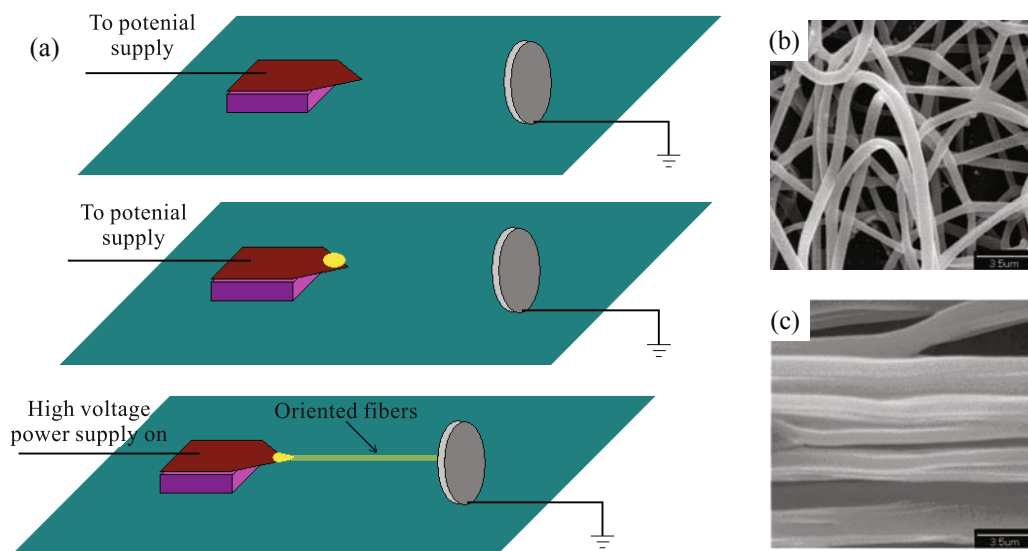 (a)
To potenial
supply
To potenial
supply
High voltage
power supply on
Oriented fibers
(b)
3.5um
(c)
3.5um